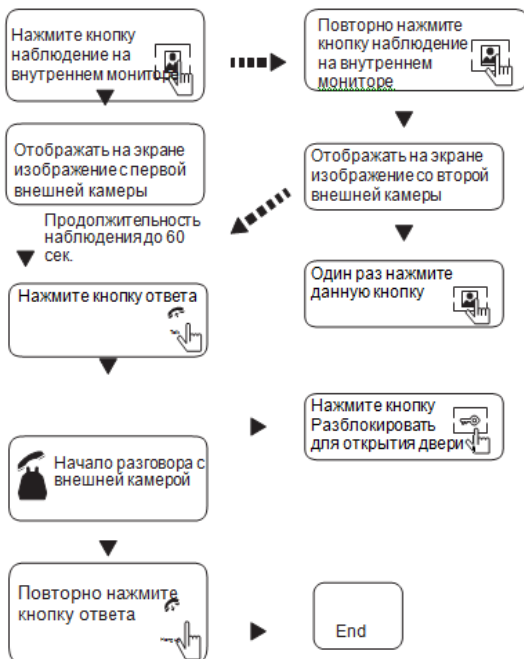 Нажмите кнопку
наблюдение на
внутреннем мониторе
Повторно нажмите
кнопку наблюдение
на внутреннем
мониторе
Отображать на экране
изображение с первой
внешней камеры
Отображать на экране
изображение со второй
внешней камеры
Продолжительность
наблюдения до 60
сек.
Один раз нажмите
данную кнопку
Нажмите кнопку ответа
Нажмите кнопку
Разблокировать
для открытия двери
Начало разговора с
внешней камерой
Повторно нажмите
кнопку ответа
End